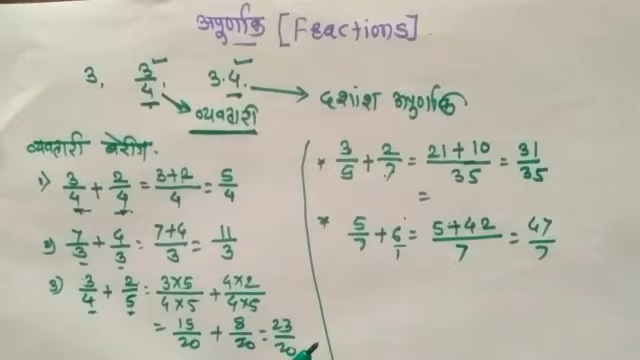 अपूर्णांक [Fractions]
3, 3/4, 3.4, → दशांश अपूर्णांक
व्यवहारी
व्यवहारी बेरीज.
1) 3/4 + 2/4 = 3+2/4 = 5/4
2) 7/3 + 4/3 = 7+4/3 = 11/3
3) 3/4 + 2/5 = 3×5/4×5 + 4×2/4×5
= 15/20 + 8/20 = 23/20
* 3/5 + 2/7 = 21+10/35 = 31/35
=
* 5/7 + 6/1 = 5+42/7 = 47/7